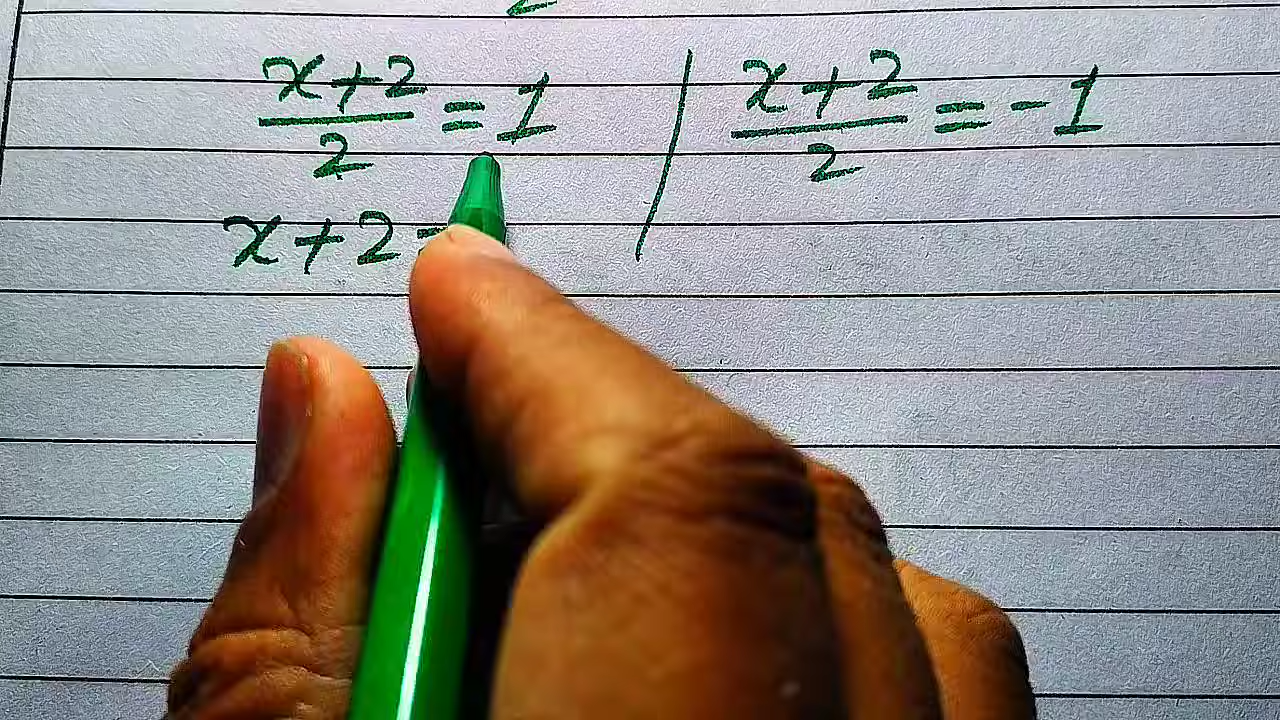 x+2/2 = 1 | x+2/2 = -1
x+2 =